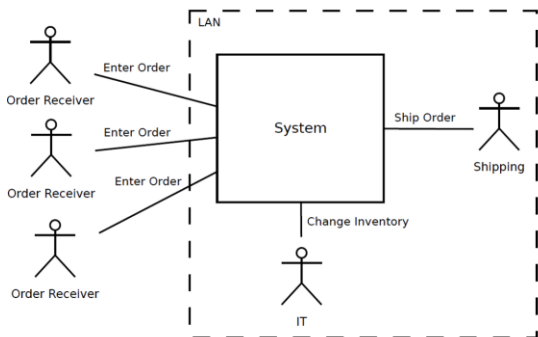 LAN
Enter Order
Order Receiver
Enter Order
Order Receiver
Enter Order
Order Receiver
System
Ship Order
Shipping
Change Inventory
IT